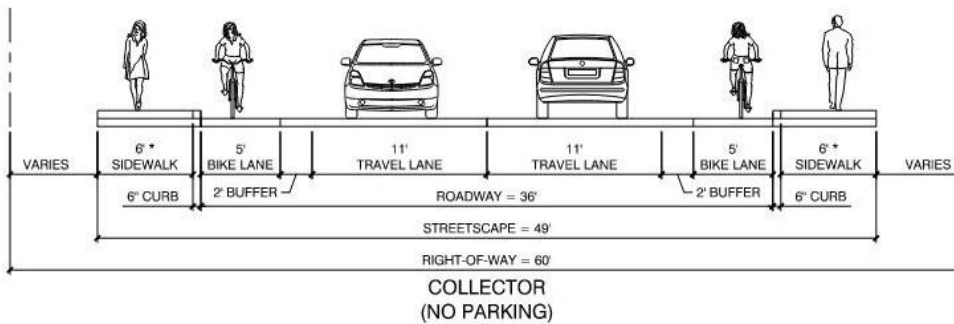 6' *
SIDEWALK
5'
BIKE LANE
11'
TRAVEL LANE
11'
TRAVEL LANE
5'
BIKE LANE
6' *
SIDEWALK
VARIES
VARIES
2' BUFFER
2' BUFFER
6" CURB
ROADWAY = 36'
6" CURB
STREETSCAPE = 49'
RIGHT-OF-WAY = 60'
COLLECTOR
(NO PARKING)